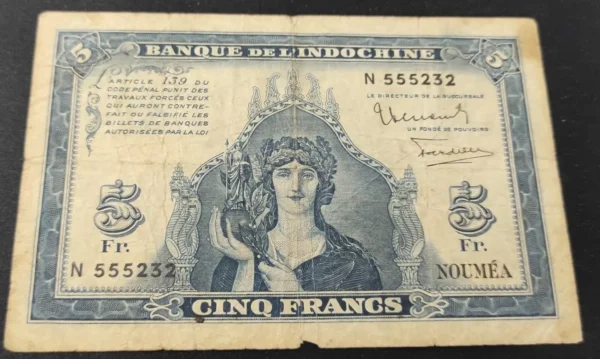 5 BANQUE DE L'INDOCHINE 5
ARTICLE 139 DU
CODE PÉNAL PUNIT DES
TRAVAUX FORCÉS CEUX
QUI AURONT CONTRE-
FAIT OU FALSIFIÉ LES
BILLETS DE BANQUES
AUTORISÉES PAR LA LOI
N 555232
LE DIRECTEUR DE LA SUCCURSALE
UN FONDÉ DE POUVOIRS
5
Fr.
5
Fr.
N 555232
NOUMÉA
CINQ FRANCS